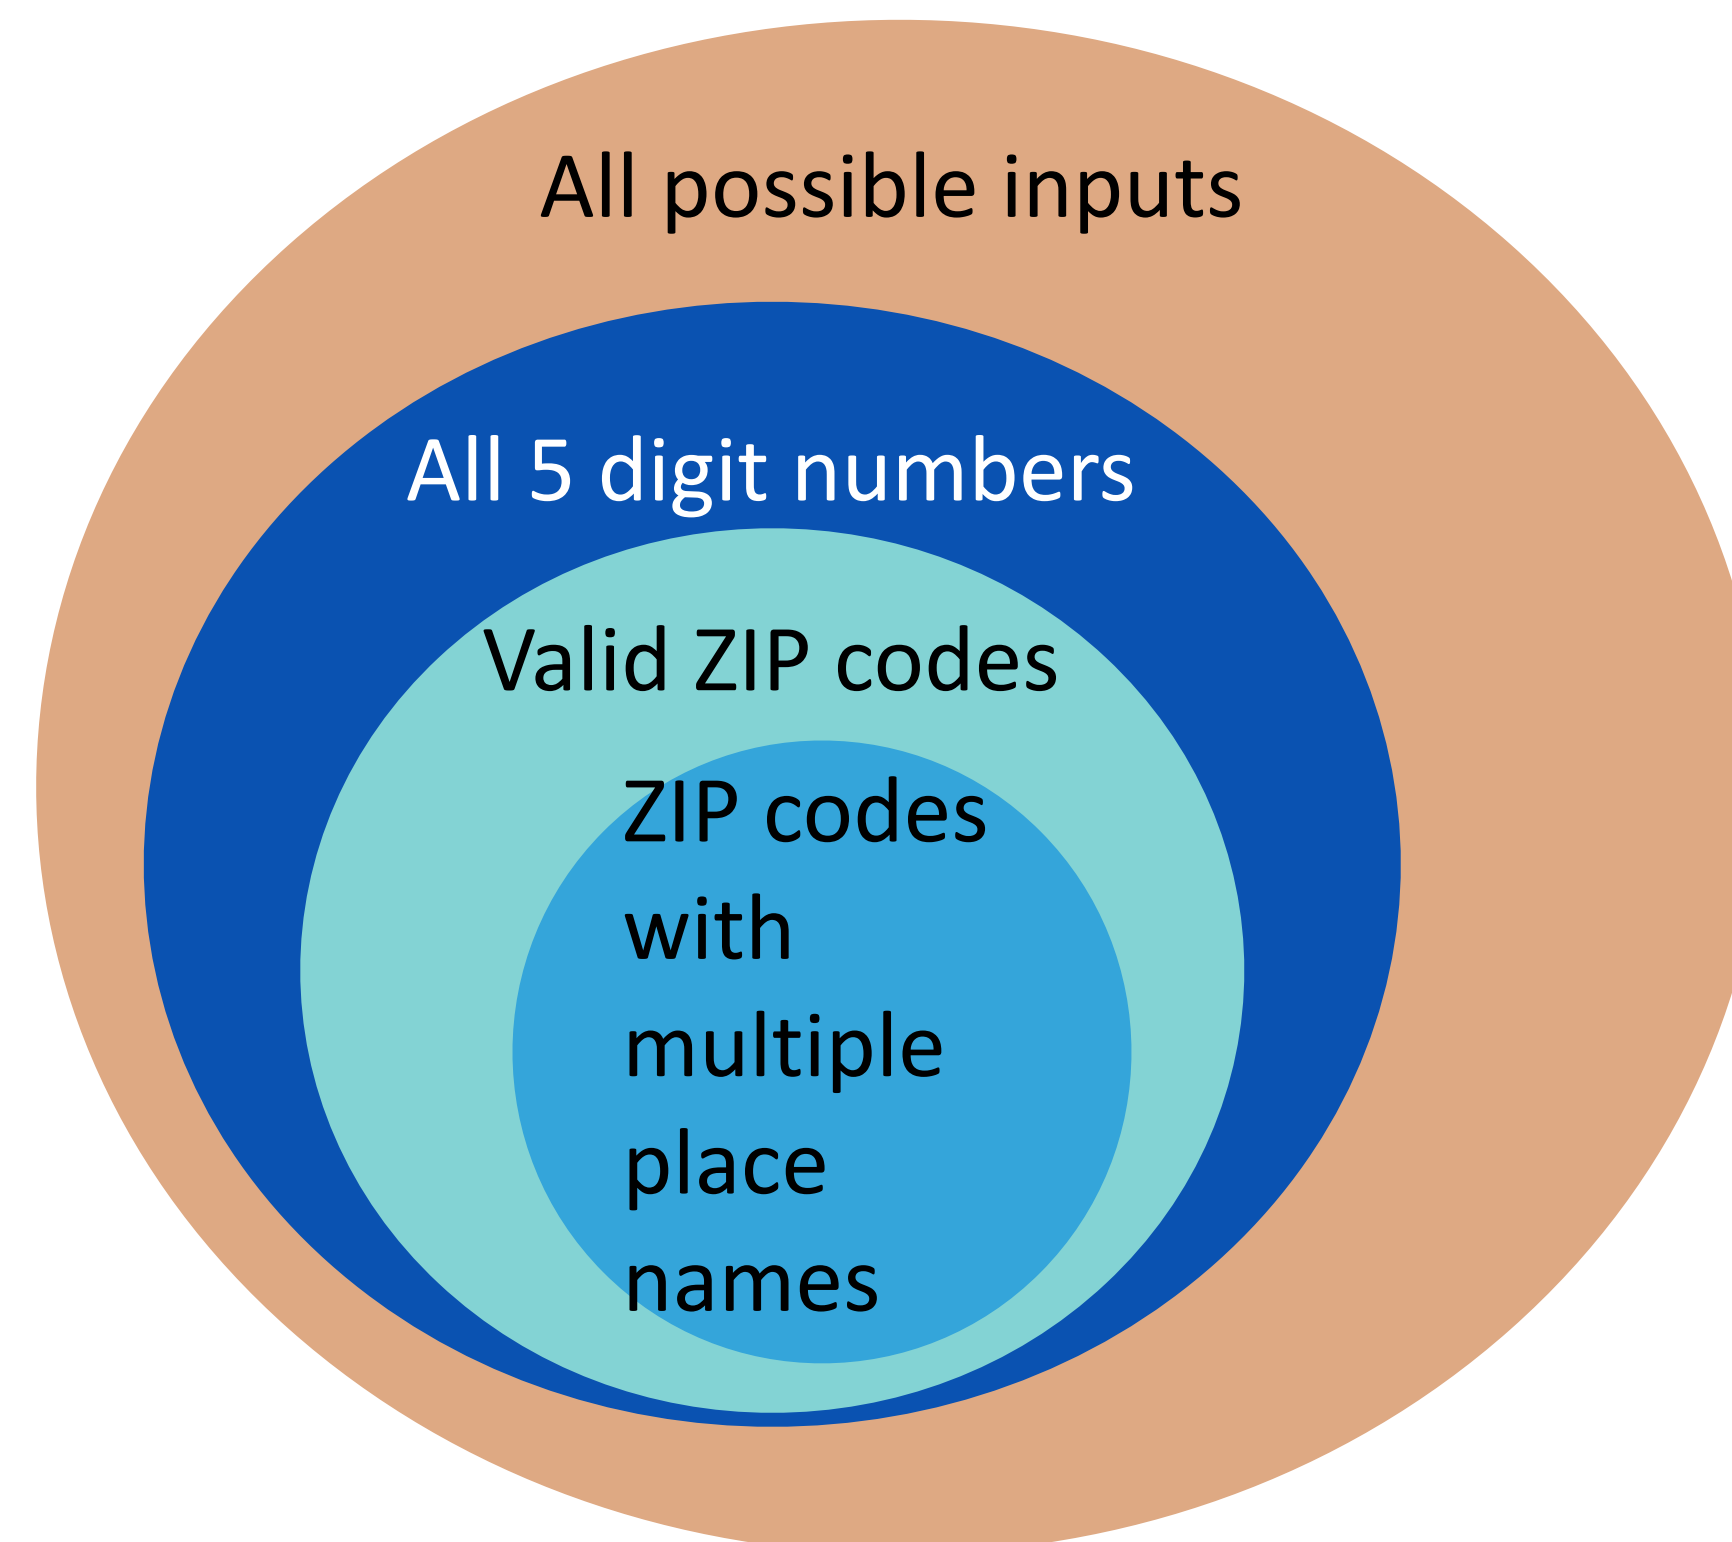 All possible inputs
All 5 digit numbers
Valid ZIP codes
ZIP codes
with
multiple
place
names